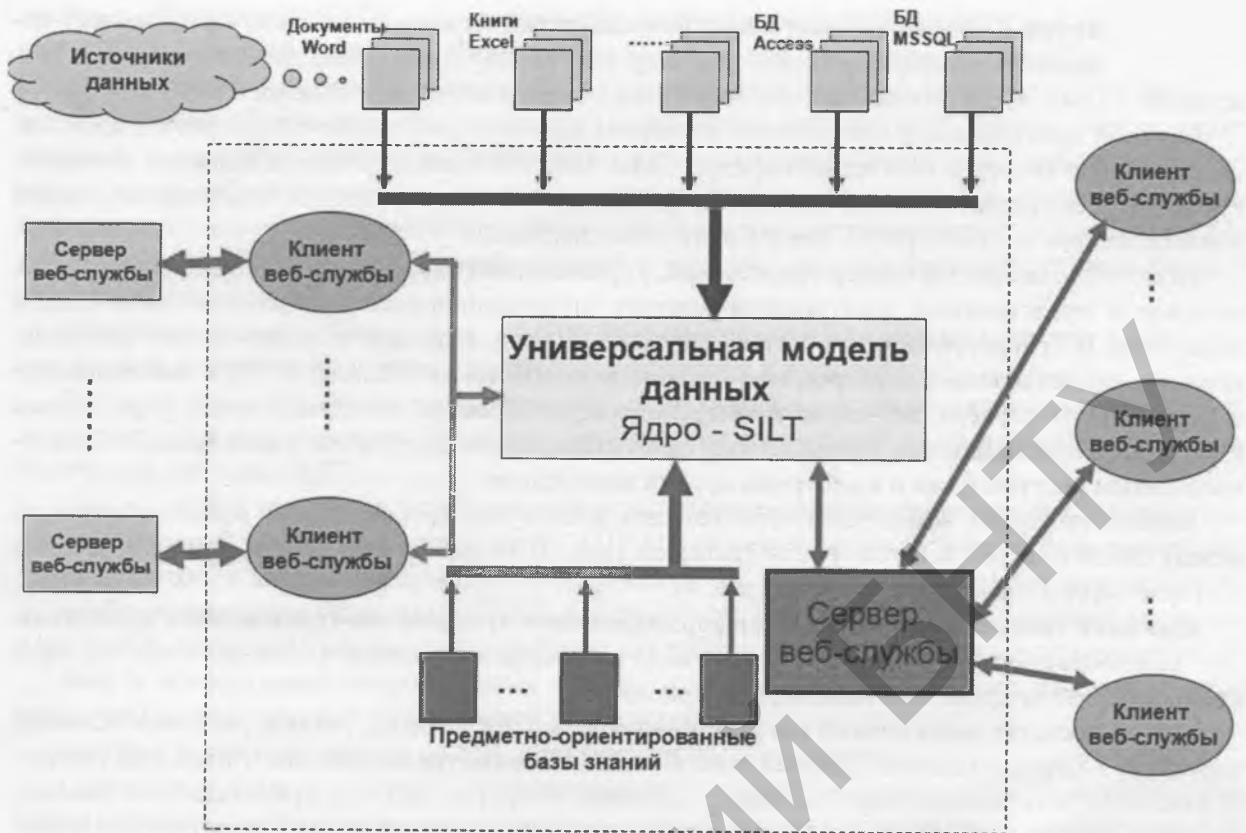 Источники
данных
Документы
Word
Книги
Excel
......
БД
Access
БД
MSSQL
Клиент
веб-службы
Сервер
веб-службы
Клиент
веб-службы
Универсальная модель
данных
Ядро - SILT
Клиент
веб-службы
Сервер
веб-службы
Клиент
веб-службы
Сервер
веб-службы
Клиент
веб-службы
Предметно-ориентированные
базы знаний